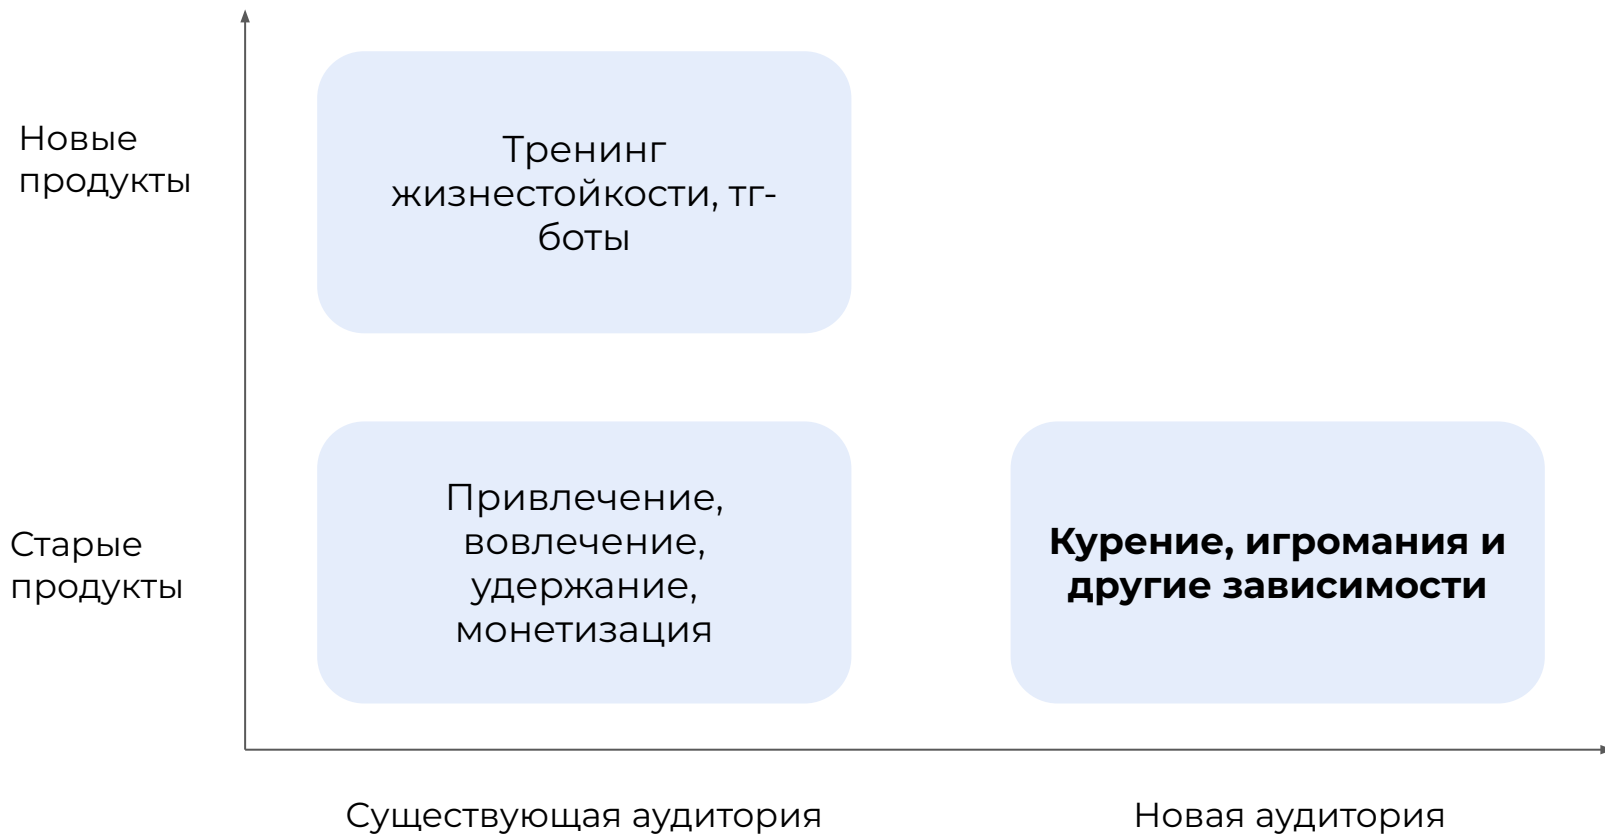 Новые
продукты
Тренинг
жизнестойкости, тг-
боты
Старые
продукты
Привлечение,
вовлечение,
удержание,
монетизация
Курение, игромания и
другие зависимости
Существующая аудитория
Новая аудитория